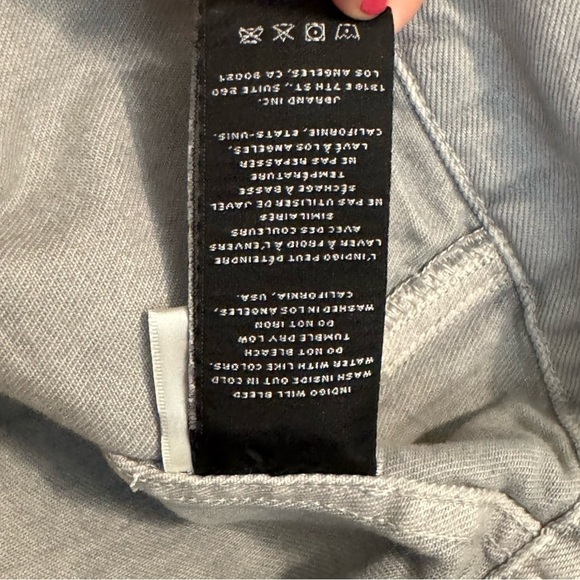 INDIGO WILL BLEED
WASH INSIDE OUT IN COLD
WATER WITH LIKE COLORS.
DO NOT BLEACH
TUMBLE DRY LOW
DO NOT IRON
WASHED IN LOS ANGELES,
CALIFORNIA, USA.
L'INDIGO PEUT DÉTEINDRE
LAVER À FROID À L'ENVERS
AVEC DES COULEURS
SIMILAIRES
NE PAS UTILISER DE JAVEL
SÉCHAGE À BASSE
TEMPÉRATURE
NE PAS REPASSER
LAVÉ À LOS ANGELES,
CALIFORNIE, ETATS-UNIS.
JBRAND INC.
1318 E 7TH ST., SUITE 260
LOS ANGELES, CA 90021